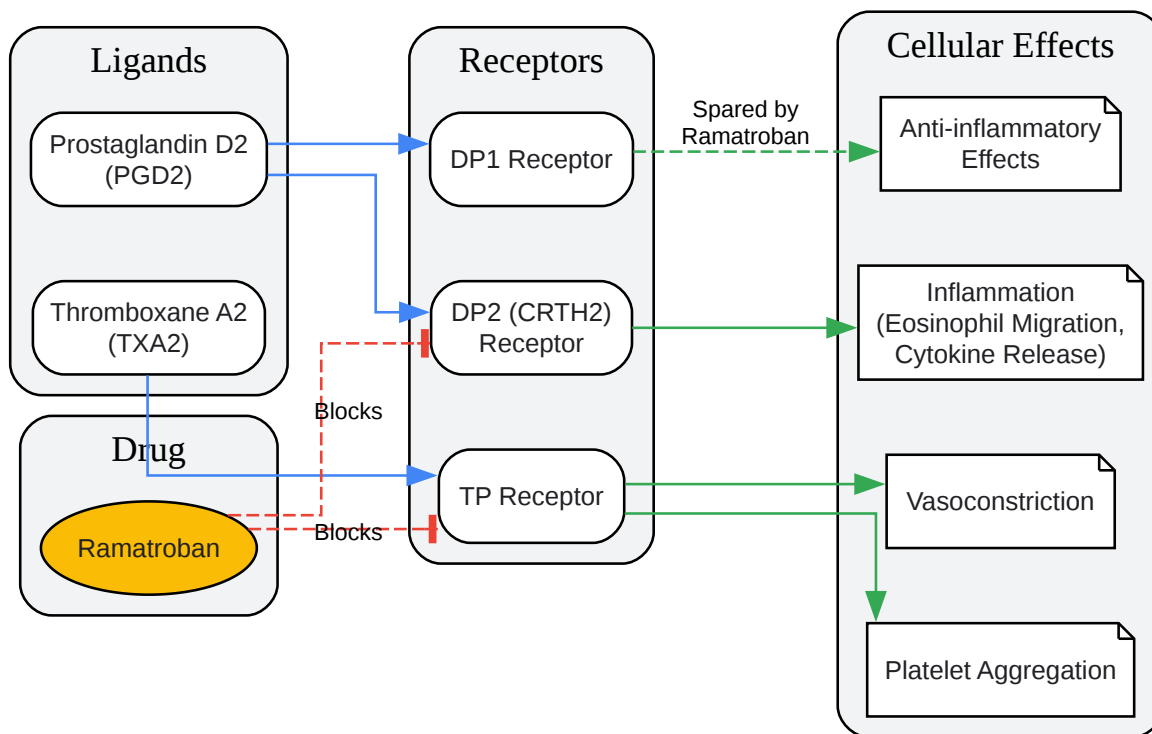 Ligands
Prostaglandin D2
(PGD2)
Thromboxane A2
(TXA2)
Drug
Ramatroban
Blocks
Blocks
Receptors
DP1 Receptor
DP2 (CRTH2)
Receptor
TP Receptor
Spared by
Ramatroban
Cellular Effects
Anti-inflammatory
Effects
Inflammation
(Eosinophil Migration,
Cytokine Release)
Vasoconstriction
Platelet Aggregation